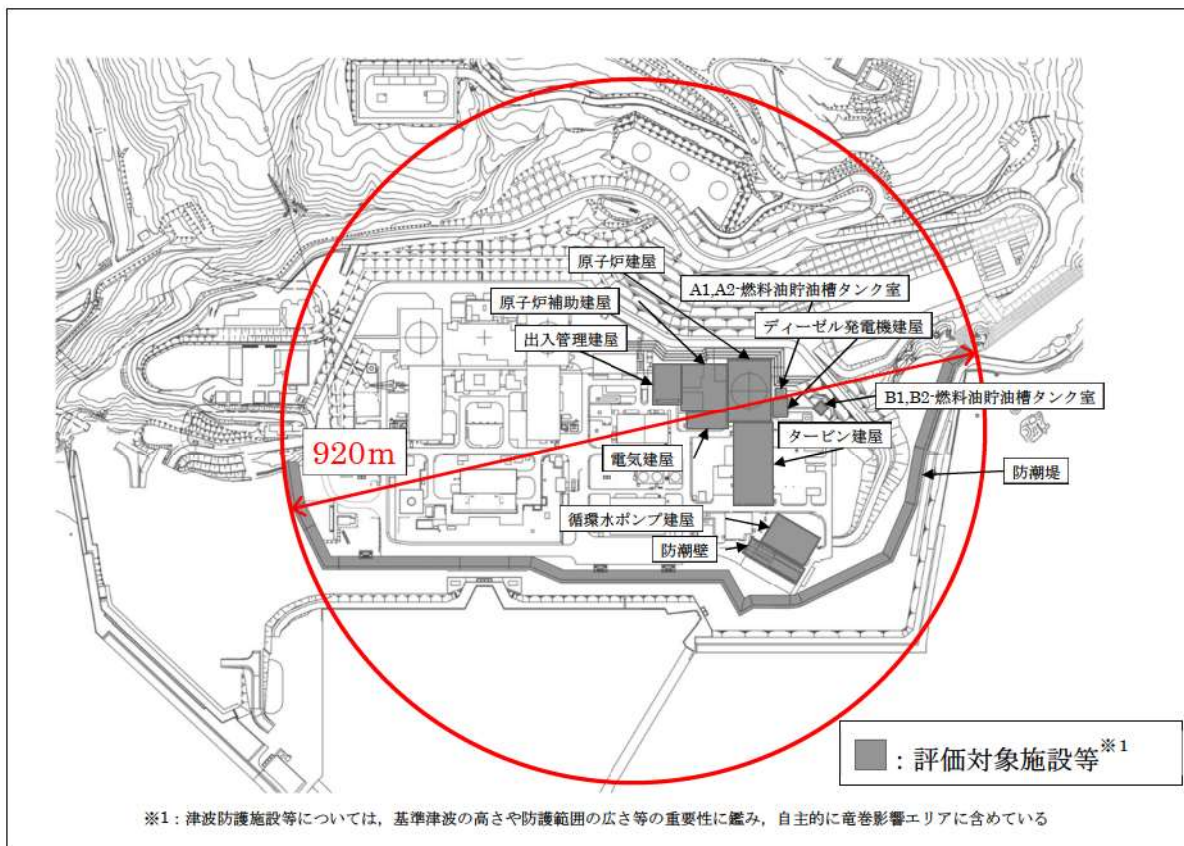 原子炉建屋
A1,A2-燃料油貯油槽タンク室
原子炉補助建屋
ディーゼル発電機建屋
出入管理建屋
B1,B2-燃料油貯油槽タンク室
タービン建屋
920m
電気建屋
防潮堤
循環水ポンプ建屋
防潮壁
：評価対象施設等※1
※1：津波防護施設等については，基準津波の高さや防護範囲の広さ等の重要性に鑑み，自主的に竜巻影響エリアに含めている